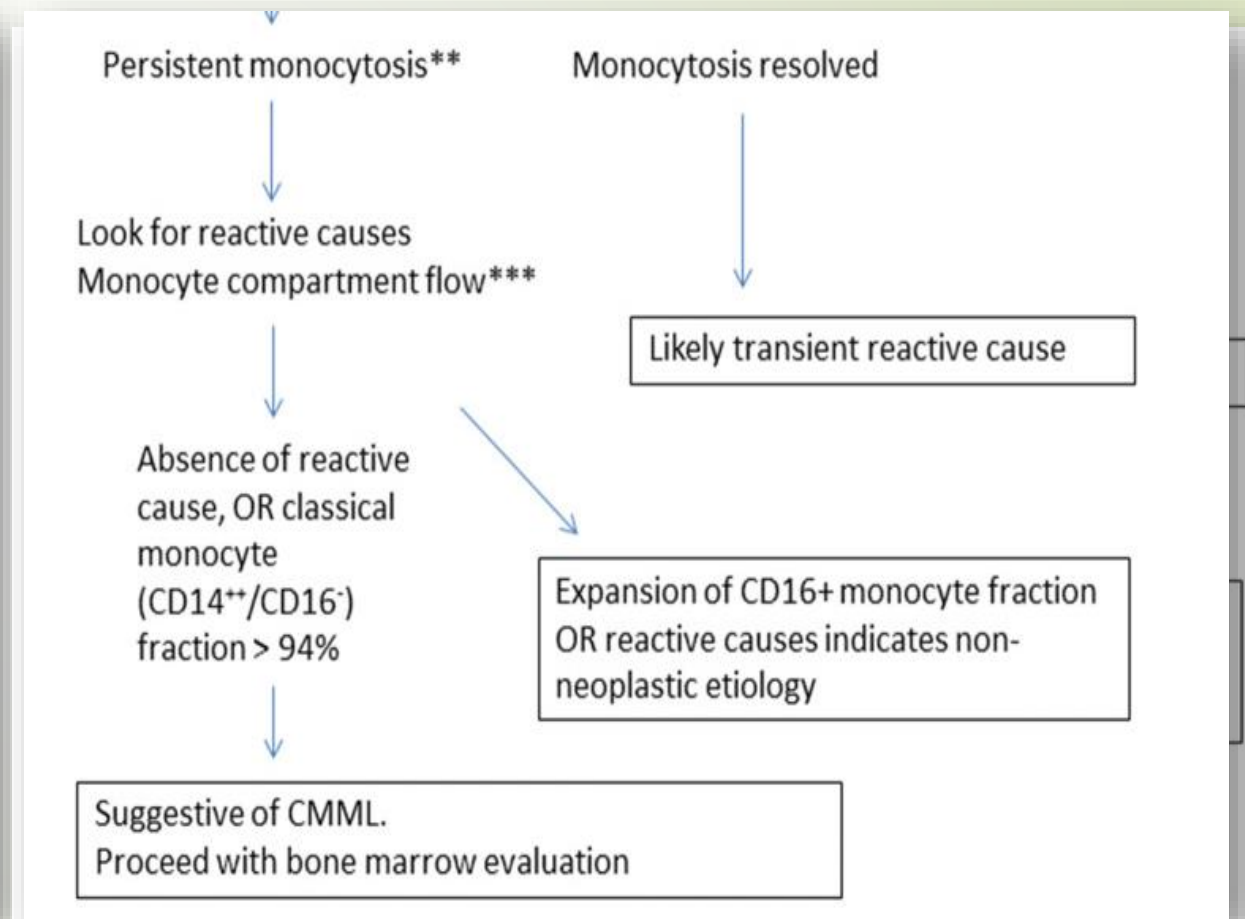 Persistent monocytosis**
Monocytosis resolved
Look for reactive causes
Monocyte compartment flow***
Likely transient reactive cause
Absence of reactive
cause, OR classical
monocyte
(CD14⁺⁺/CD16⁻)
fraction > 94%
Expansion of CD16+ monocyte fraction
OR reactive causes indicates non-
neoplastic etiology
Suggestive of CMML.
Proceed with bone marrow evaluation